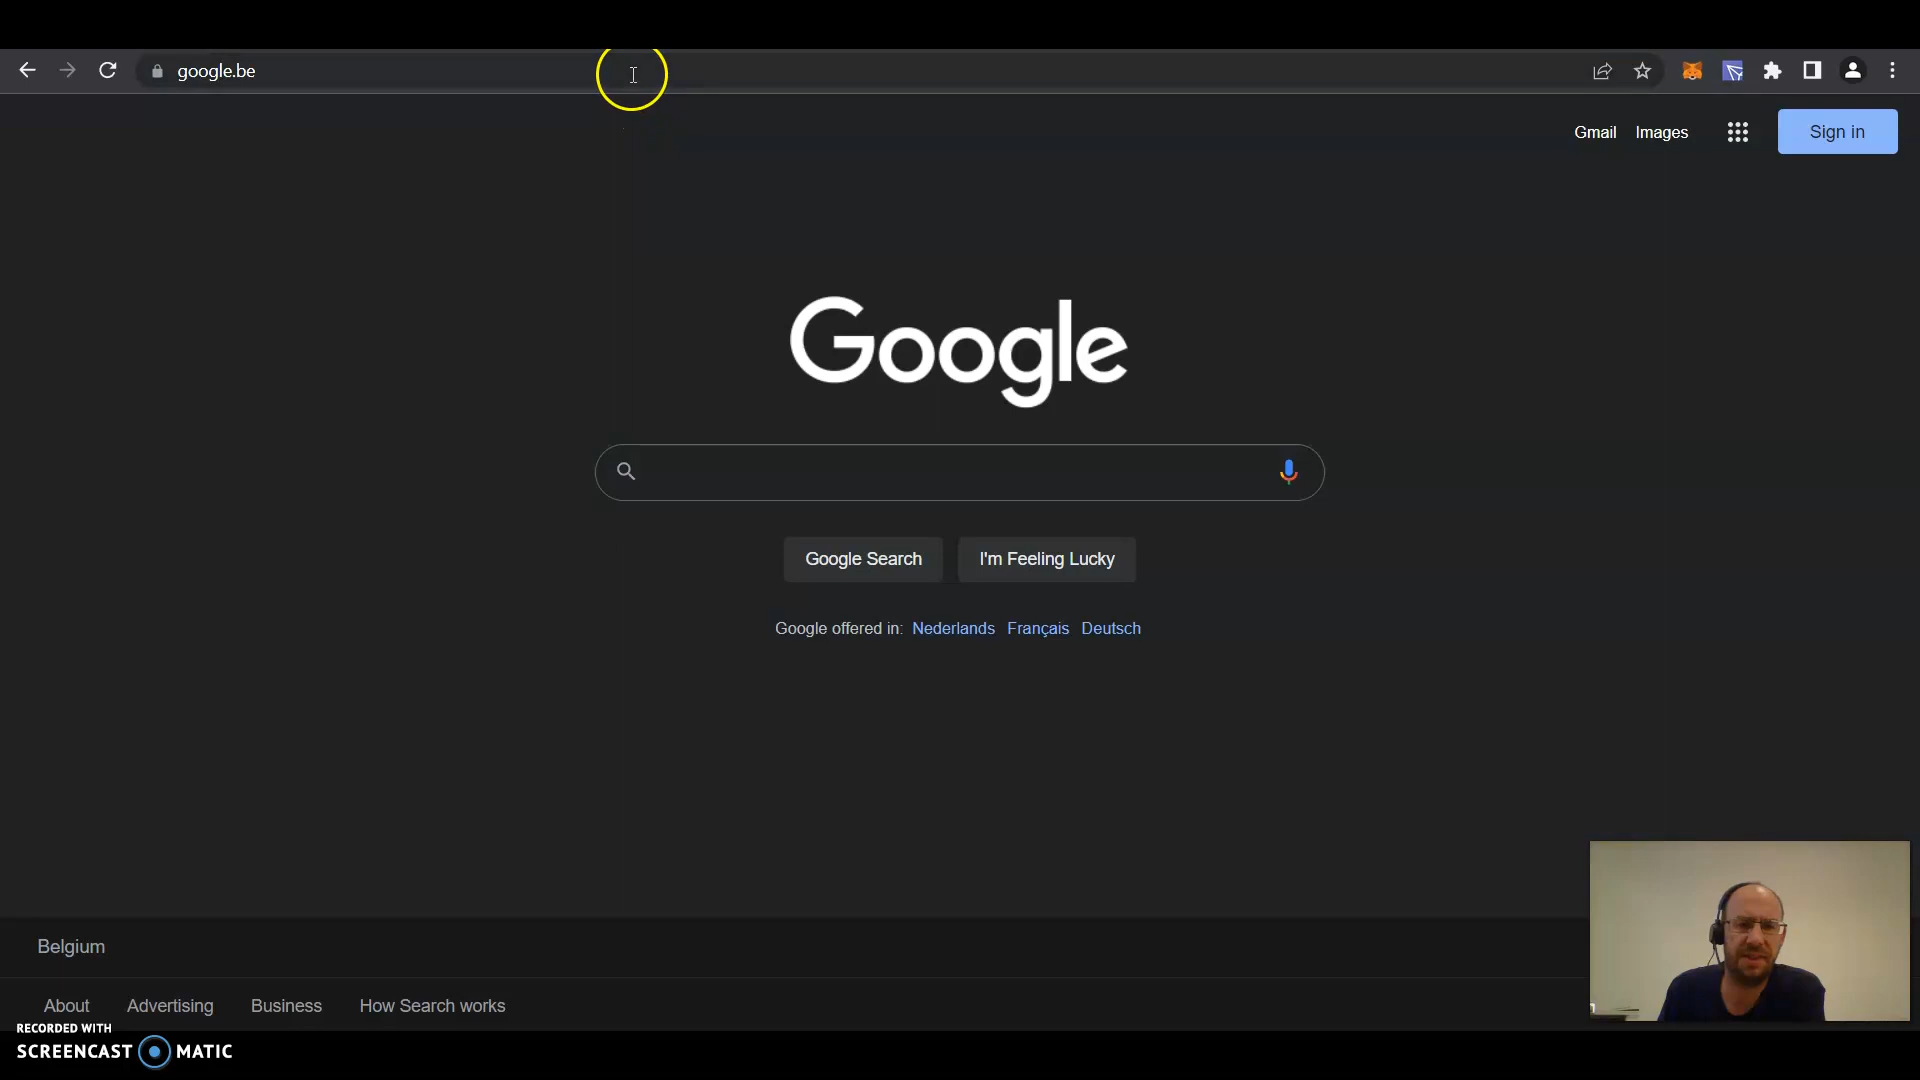 google.be
Gmail Images Sign in
Google
Google Search I'm Feeling Lucky
Google offered in: Nederlands Français Deutsch
Belgium
About Advertising Business How Search works
RECORDED WITH
SCREENCAST MATIC